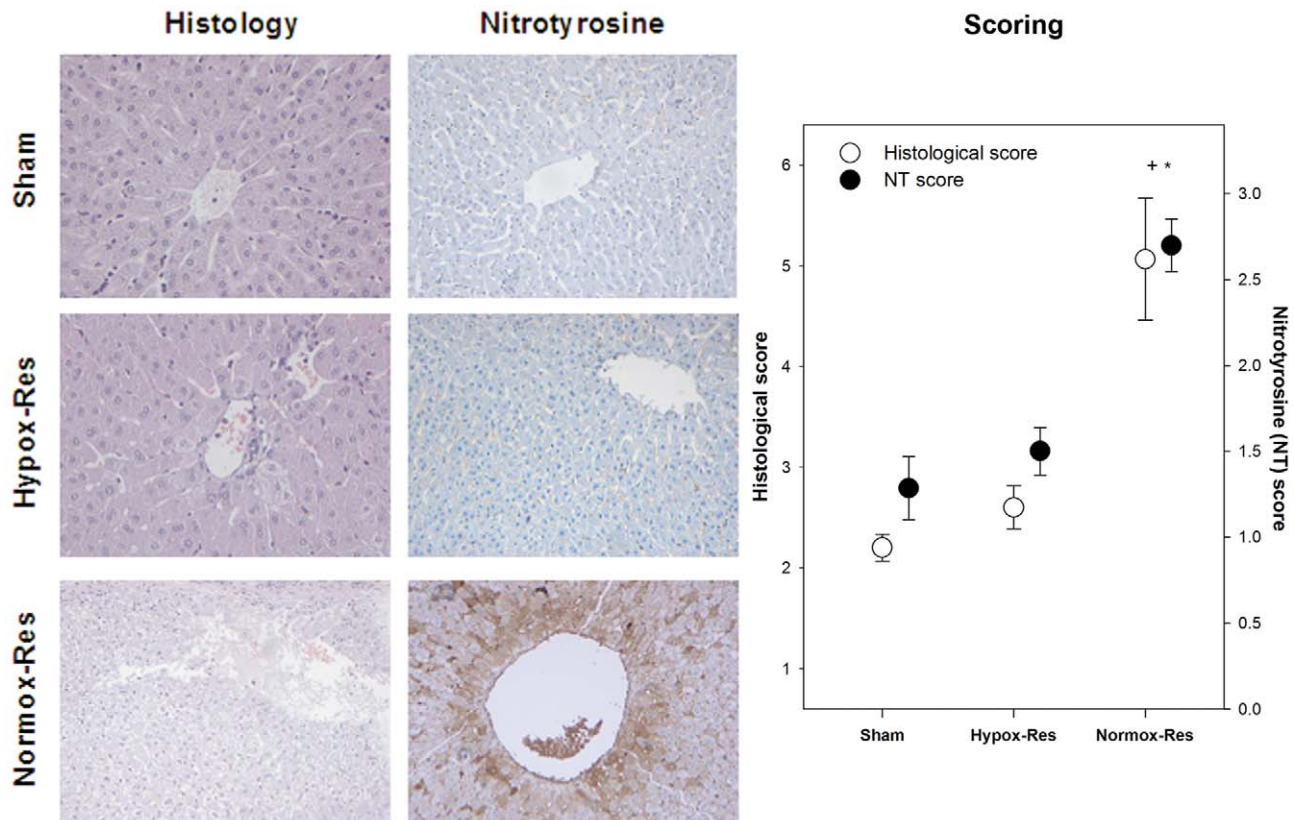 Histology
Nitrotyrosine
Scoring
Sham
Hypox-Res
Normox-Res
Histological score
NT score
+ *
Histological score
6
5
4
3
2
1
Nitrotyrosine (NT) score
3.0
2.5
2.0
1.5
1.0
0.5
0.0
Sham
Hypox-Res
Normox-Res